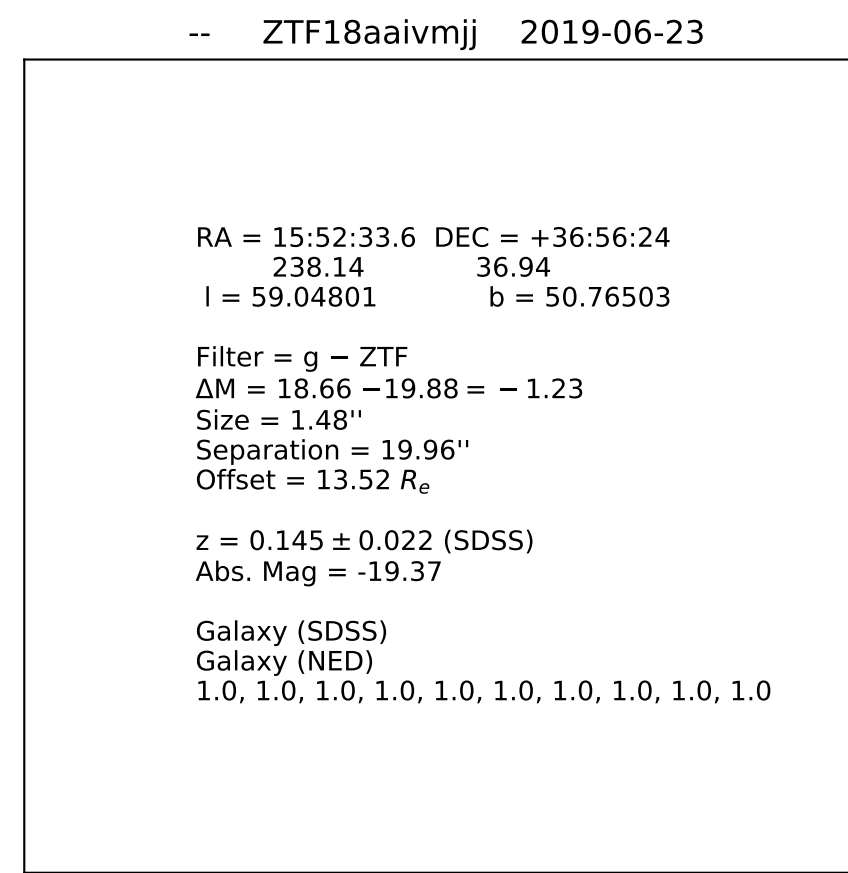 -- ZTF18aaivmjj 2019-06-23
RA = 15:52:33.6 DEC = +36:56:24
238.14 36.94
l = 59.04801 b = 50.76503
Filter = g − ZTF
ΔM = 18.66 −19.88 = − 1.23
Size = 1.48''
Separation = 19.96''
Offset = 13.52 Rₑ
z = 0.145 ± 0.022 (SDSS)
Abs. Mag = -19.37
Galaxy (SDSS)
Galaxy (NED)
1.0, 1.0, 1.0, 1.0, 1.0, 1.0, 1.0, 1.0, 1.0, 1.0